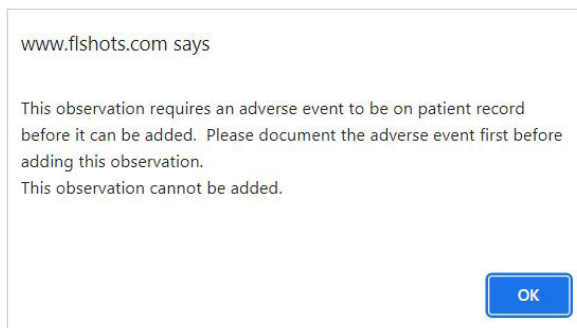 www.flshots.com says
This observation requires an adverse event to be on patient record
before it can be added.  Please document the adverse event first before
adding this observation.
This observation cannot be added.
OK